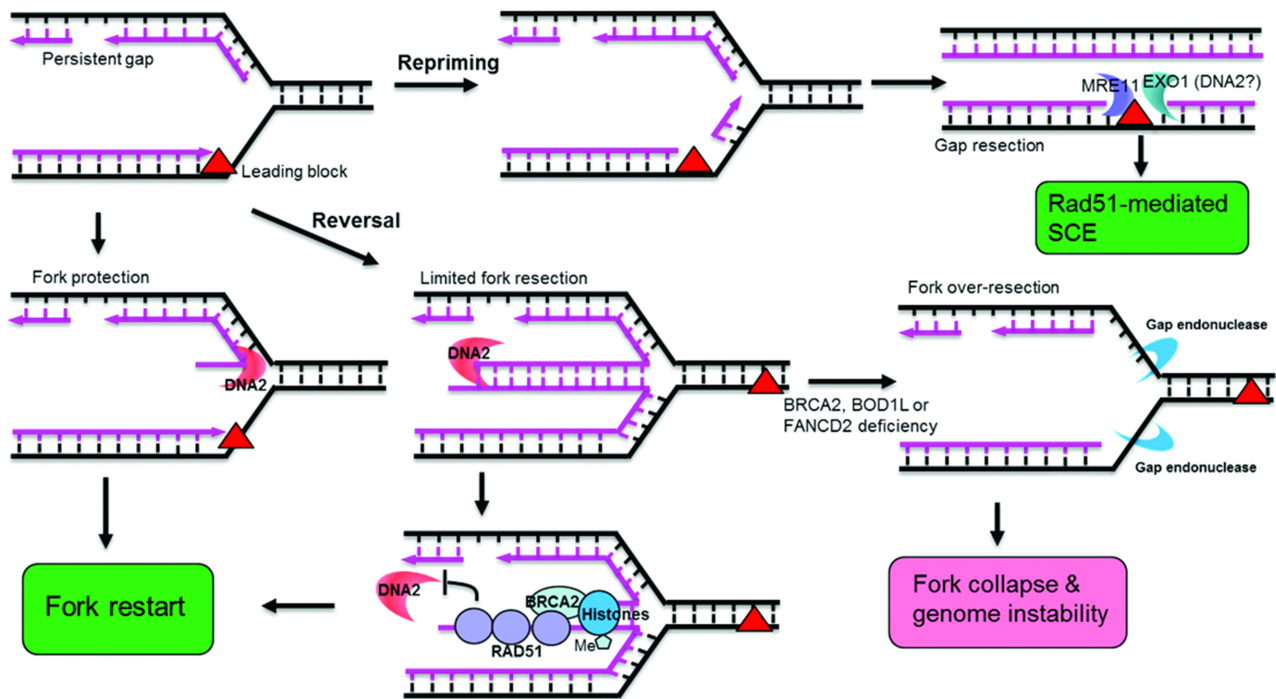 Persistent gap
Leading block
Repriming
MRE11
EXO1 (DNA2?)
Gap resection
Rad51-mediated
SCE
Reversal
Fork protection
DNA2
Limited fork resection
DNA2
BRCA2, BOD1L or
FANCD2 deficiency
Fork over-resection
Gap endonuclease
Gap endonuclease
Fork restart
DNA2
BRCA2
Histones
RAD51
Me
Fork collapse &
genome instability